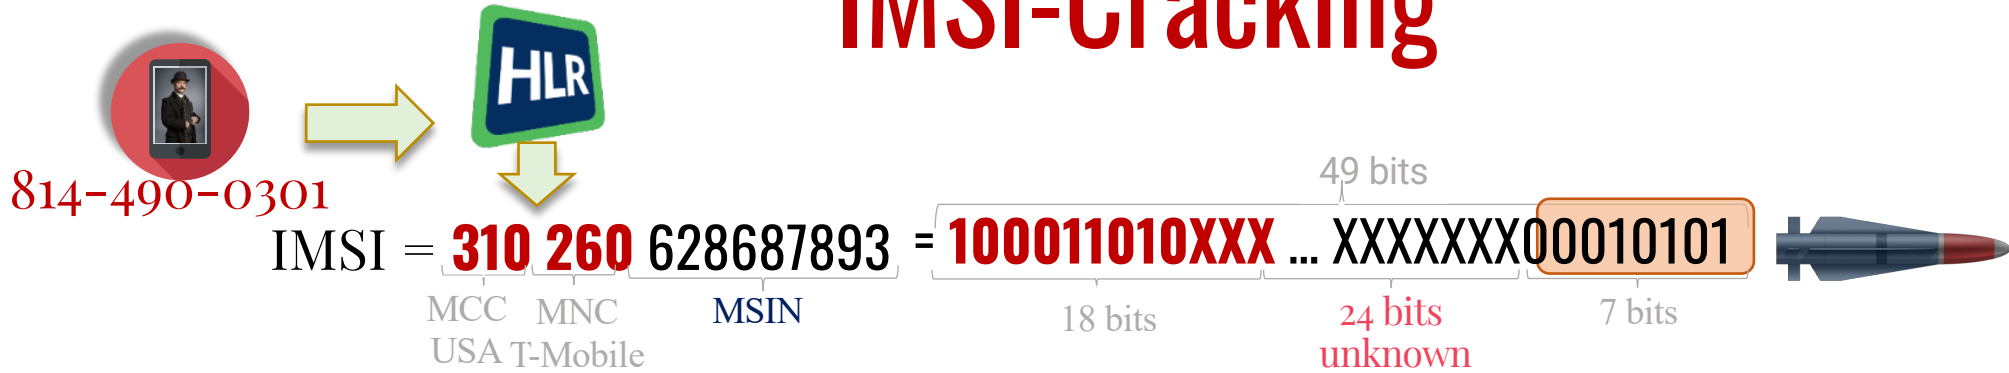 IMSI-Cracking
HLR
814-490-0301
49 bits
IMSI = 310 260 628687893 = 100011010XXX ... XXXXXXX00010101
MCC MNC MSIN 18 bits 24 bits 7 bits
USA T-Mobile unknown